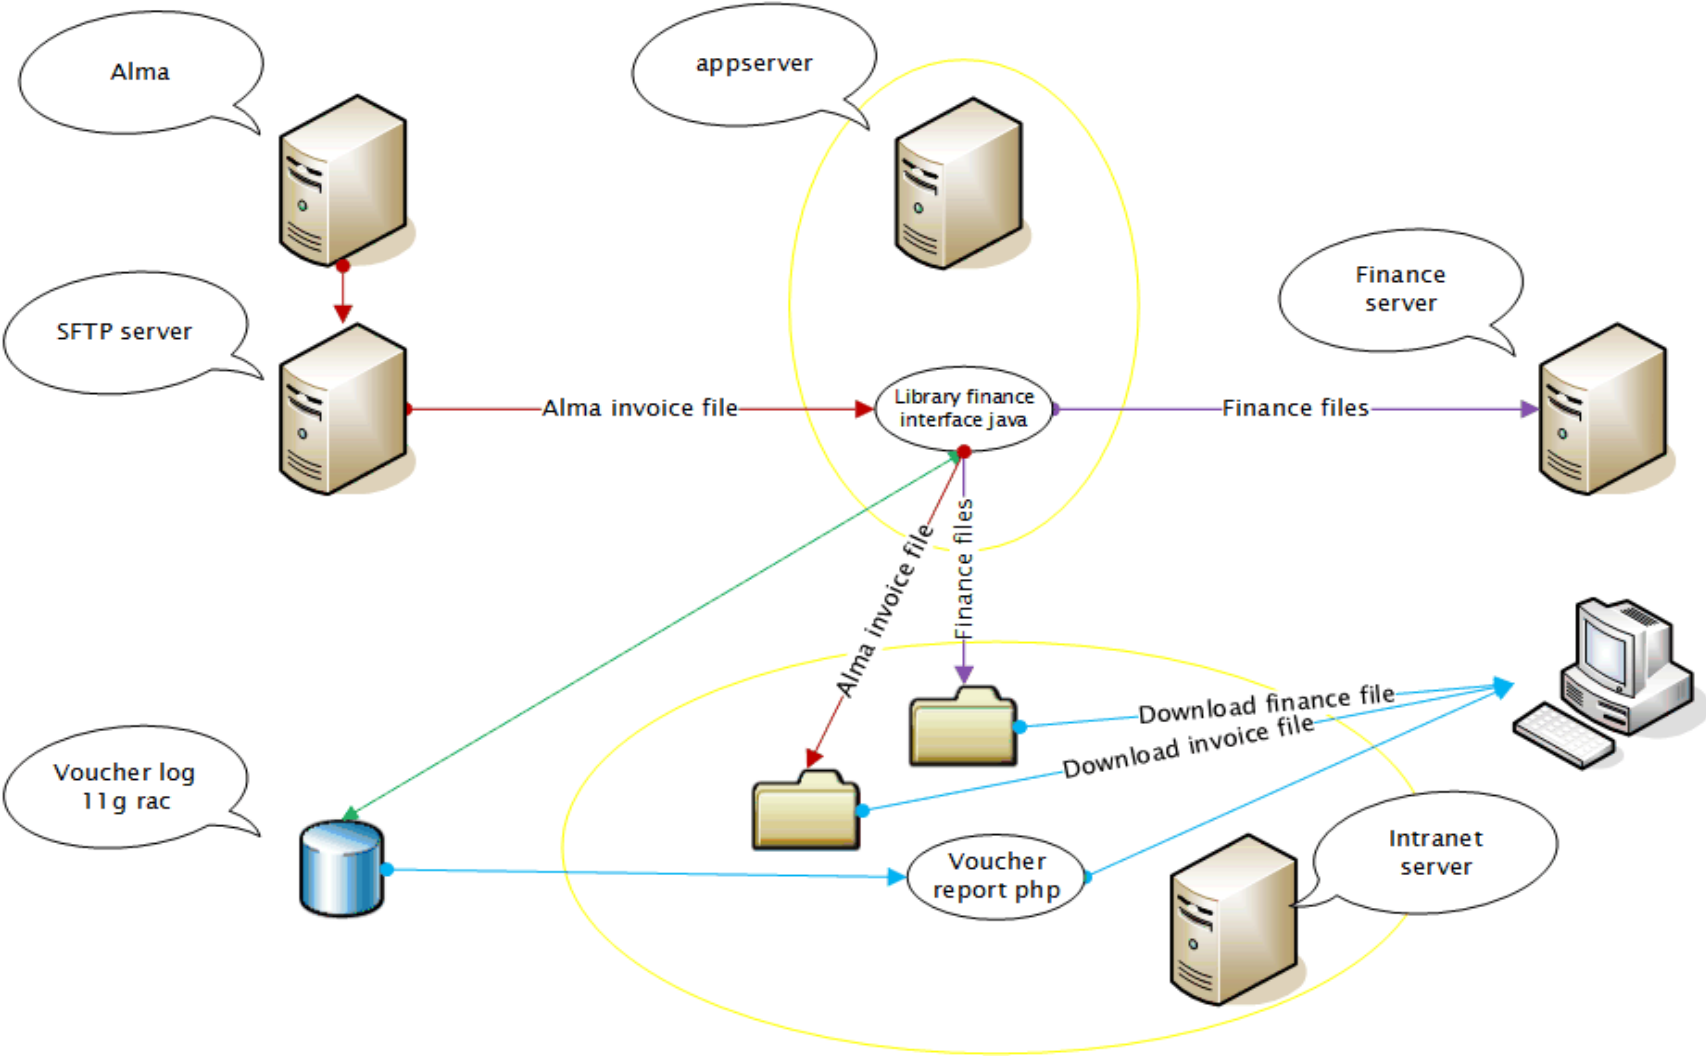 Alma
appserver
Finance
server
SFTP server
Library finance
interface java
Alma invoice file
Finance files
Alma invoice file
Finance files
Download finance file
Download invoice file
Voucher log
11g rac
Voucher
report php
Intranet
server